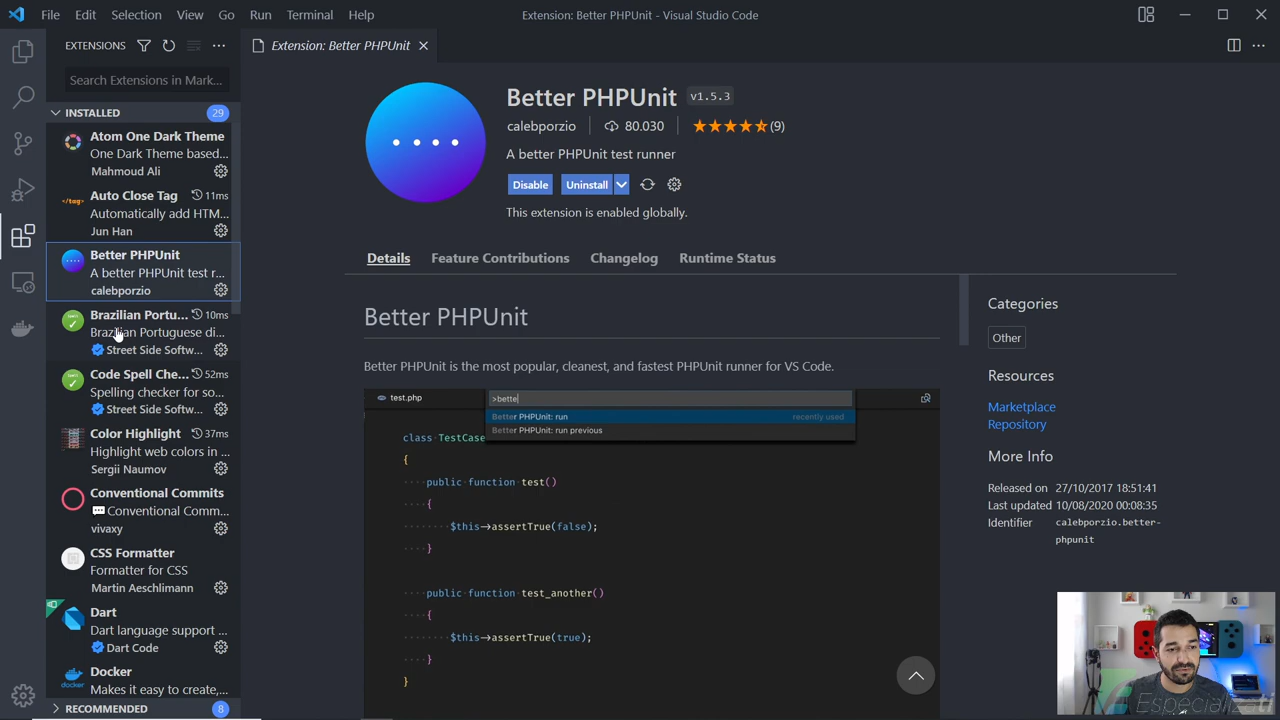 File Edit Selection View Go Run Terminal Help
Extension: Better PHPUnit - Visual Studio Code
EXTENSIONS
Extension: Better PHPUnit
Search Extensions in Mark...
INSTALLED 29
Atom One Dark Theme
One Dark Theme based...
Mahmoud Ali
Auto Close Tag 11ms
Automatically add HTM...
Jun Han
Better PHPUnit
A better PHPUnit test r...
calebporzio
Brazilian Portu... 10ms
Brazilian Portuguese di...
Street Side Softw...
Code Spell Che... 52ms
Spelling checker for so...
Street Side Softw...
Color Highlight 37ms
Highlight web colors in ...
Sergii Naumov
Conventional Commits
Conventional Comm...
vivaxy
CSS Formatter
Formatter for CSS
Martin Aeschlimann
Dart
Dart language support ...
Dart Code
Docker
Makes it easy to create,...
RECOMMENDED 8
Better PHPUnit v1.5.3
calebporzio 80.030 (9)
A better PHPUnit test runner
Disable Uninstall
This extension is enabled globally.
Details Feature Contributions Changelog Runtime Status
Better PHPUnit
Better PHPUnit is the most popular, cleanest, and fastest PHPUnit runner for VS Code.
test.php
>bette
Better PHPUnit: run recently used
Better PHPUnit: run previous
class TestCase
{
public function test()
{
$this→assertTrue(false);
}
public function test_another()
{
$this→assertTrue(true);
}
}
Categories
Other
Resources
Marketplace
Repository
More Info
Released on 27/10/2017 18:51:41
Last updated 10/08/2020 00:08:35
Identifier calebporzio.better-
phpunit
Especializati